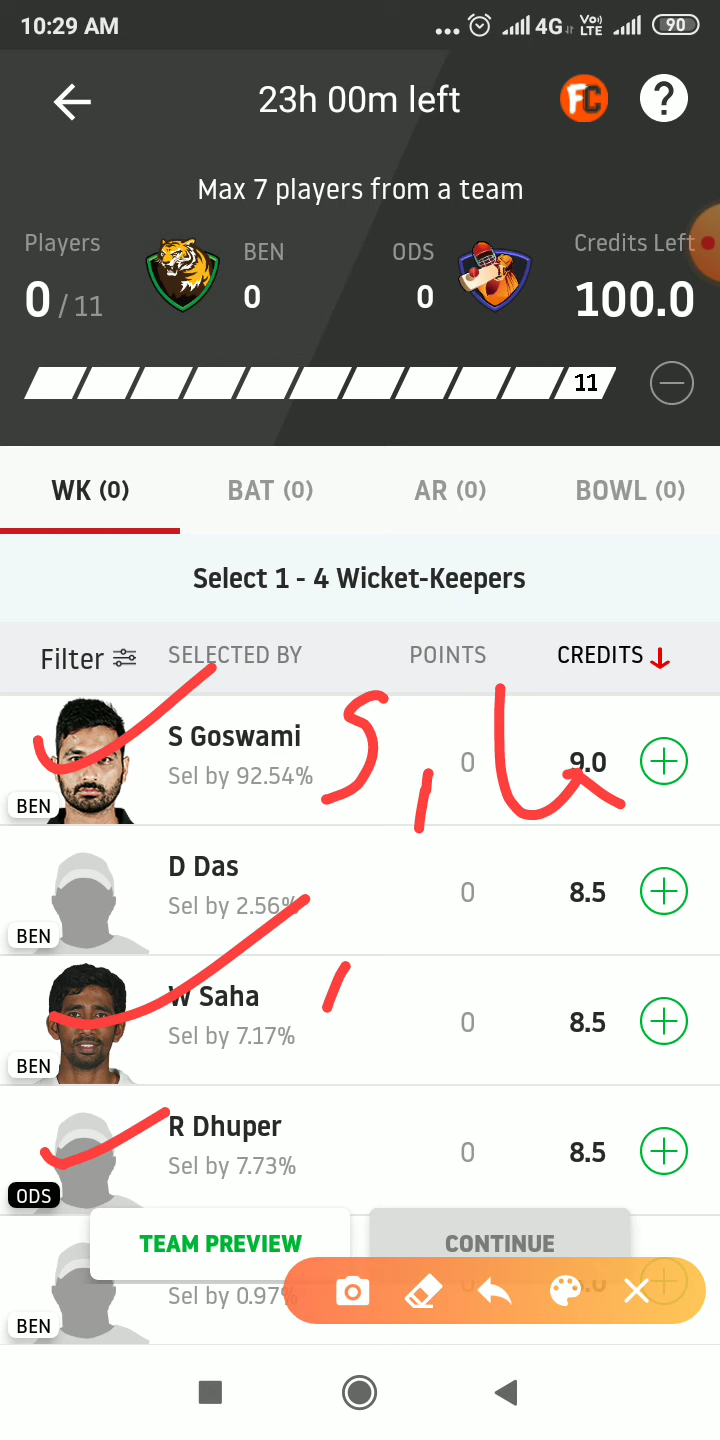 10:29 AM ... 4G Vo) LTE 90
23h 00m left FC ?
Max 7 players from a team
Players BEN ODS Credits Left
0 / 11 0 0 100.0
11
WK (0) BAT (0) AR (0) BOWL (0)
Select 1 - 4 Wicket-Keepers
Filter SELECTED BY POINTS CREDITS
S Goswami
Sel by 92.54% 0 9.0
BEN
D Das
Sel by 2.56% 0 8.5
BEN
W Saha
Sel by 7.17% 0 8.5
BEN
R Dhuper
Sel by 7.73% 0 8.5
ODS
TEAM PREVIEW CONTINUE
Sel by 0.97%
BEN